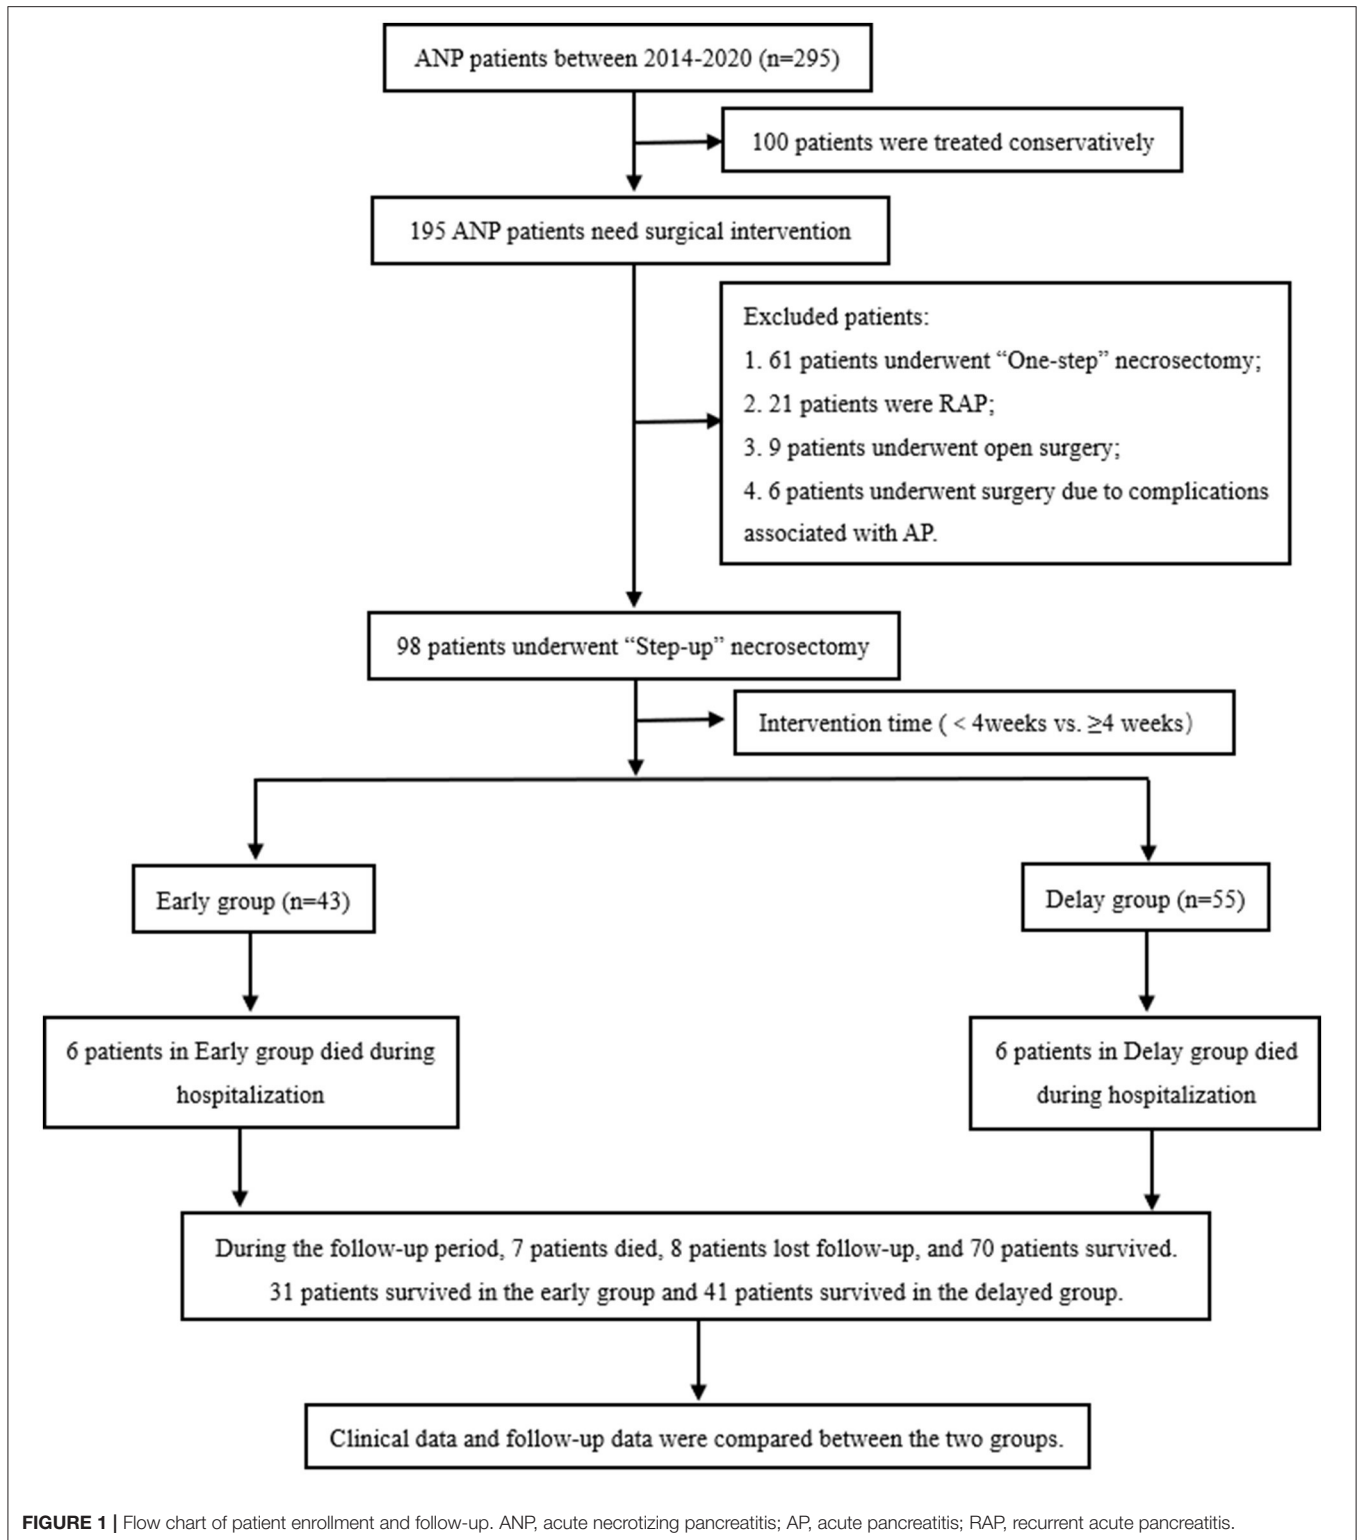 ANP patients between 2014-2020 (n=295)
100 patients were treated conservatively
195 ANP patients need surgical intervention
Excluded patients:
1. 61 patients underwent “One-step” necrosectomy;
2. 21 patients were RAP;
3. 9 patients underwent open surgery;
4. 6 patients underwent surgery due to complications
associated with AP.
98 patients underwent “Step-up” necrosectomy
Intervention time ( < 4weeks vs. ≥4 weeks)
Early group (n=43)
Delay group (n=55)
6 patients in Early group died during
hospitalization
6 patients in Delay group died
during hospitalization
During the follow-up period, 7 patients died, 8 patients lost follow-up, and 70 patients survived.
31 patients survived in the early group and 41 patients survived in the delayed group.
Clinical data and follow-up data were compared between the two groups.
FIGURE 1 | Flow chart of patient enrollment and follow-up. ANP, acute necrotizing pancreatitis; AP, acute pancreatitis; RAP, recurrent acute pancreatitis.